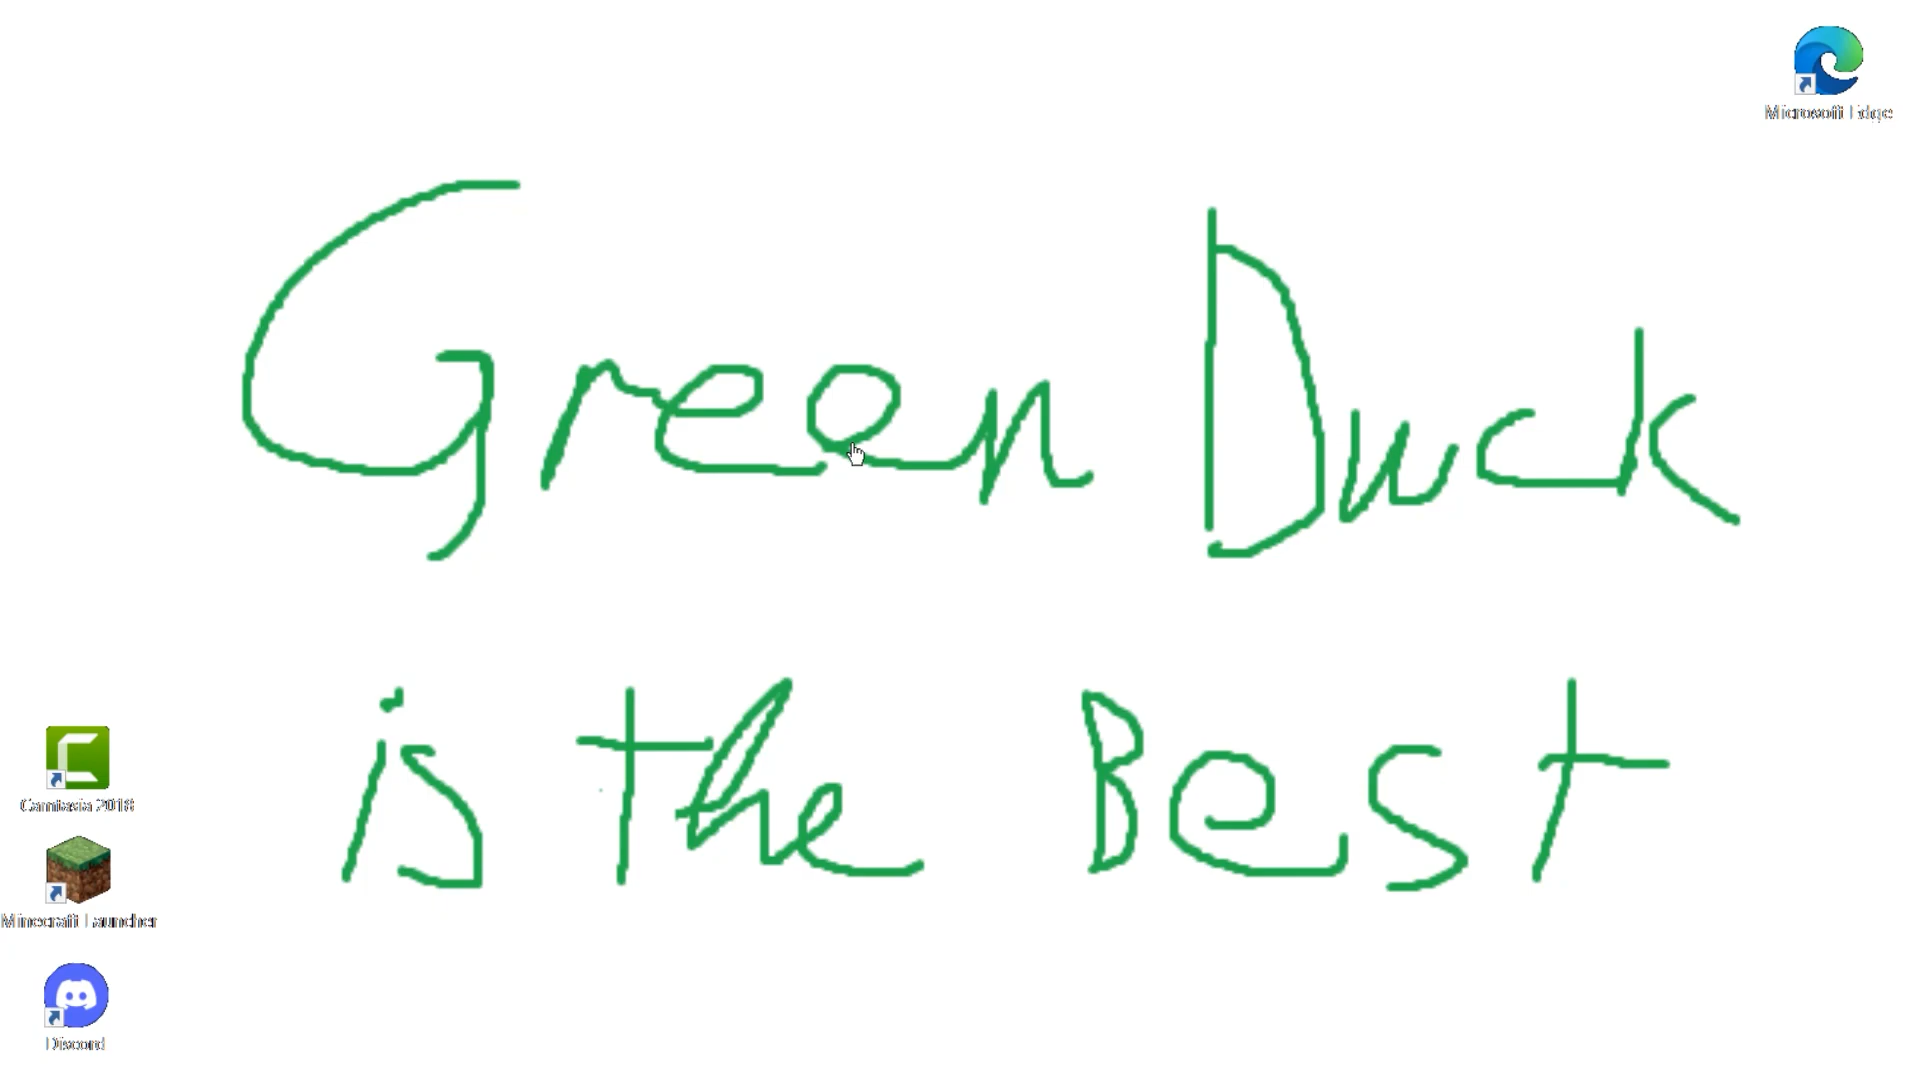 Microsoft Edge
Green Duck
is the Best
Camtasia 2018
Minecraft Launcher
Discord